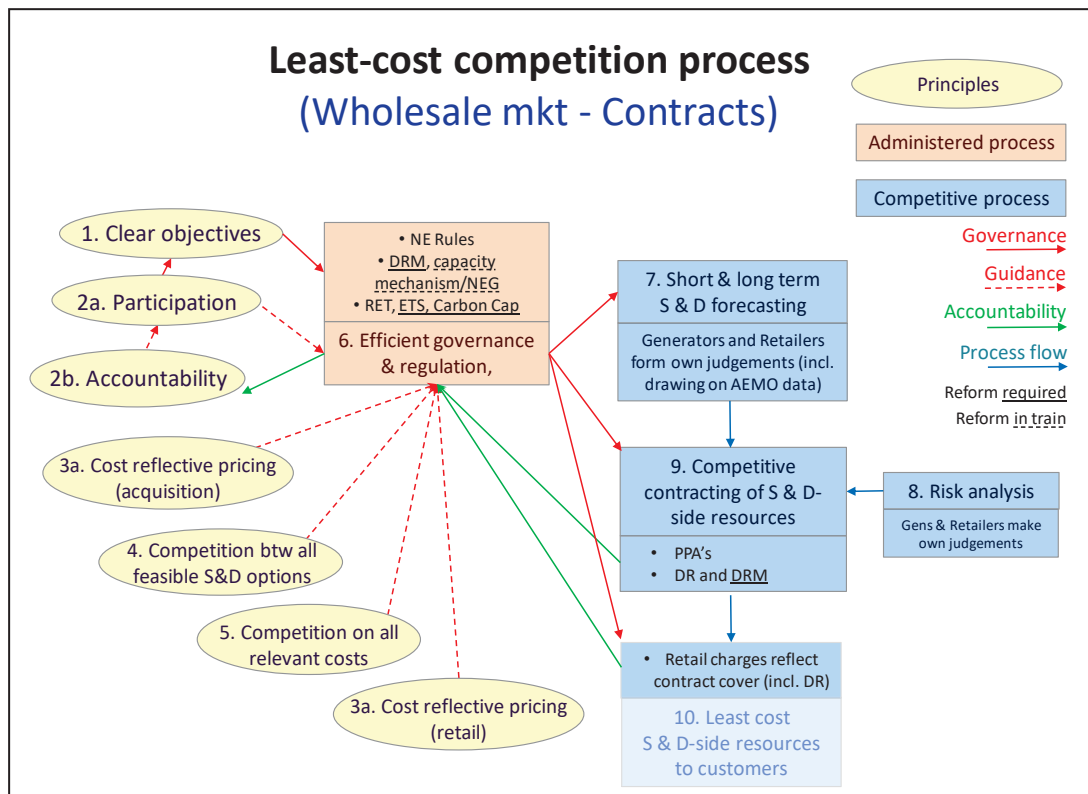 Least-cost competition process
(Wholesale mkt - Contracts)
Principles
Administered process
Competitive process
Governance
Guidance
Accountability
Process flow
Reform required
Reform in train
1. Clear objectives
2a. Participation
2b. Accountability
3a. Cost reflective pricing
(acquisition)
4. Competition btw all
feasible S&D options
5. Competition on all
relevant costs
3a. Cost reflective pricing
(retail)
• NE Rules
• DRM, capacity
mechanism/NEG
• RET, ETS, Carbon Cap
6. Efficient governance
& regulation,
7. Short & long term
S & D forecasting
Generators and Retailers
form own judgements (incl.
drawing on AEMO data)
9. Competitive
contracting of S & D-
side resources
• PPA's
• DR and DRM
8. Risk analysis
Gens & Retailers make
own judgements
• Retail charges reflect
contract cover (incl. DR)
10. Least cost
S & D-side resources
to customers